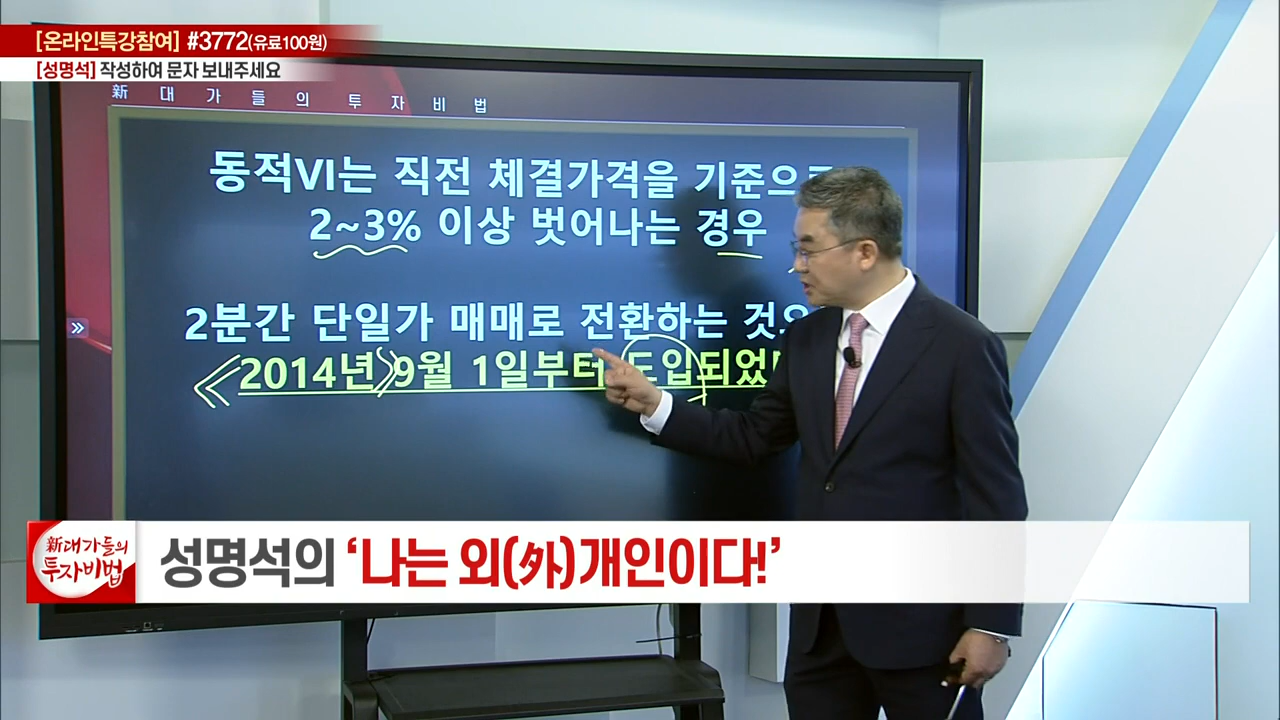 [온라인특강참여] #3772(유료100원)
[성명석] 작성하여 문자 보내주세요
新 대가들의 투자비법
동적VI는 직전 체결가격을 기준으로
2~3% 이상 벗어나는 경우
2분간 단일가 매매로 전환하는 것으
2014년 9월 1일부터 도입되었
新대가들의
투자비법
성명석의 ‘나는 외(外)개인이다!’